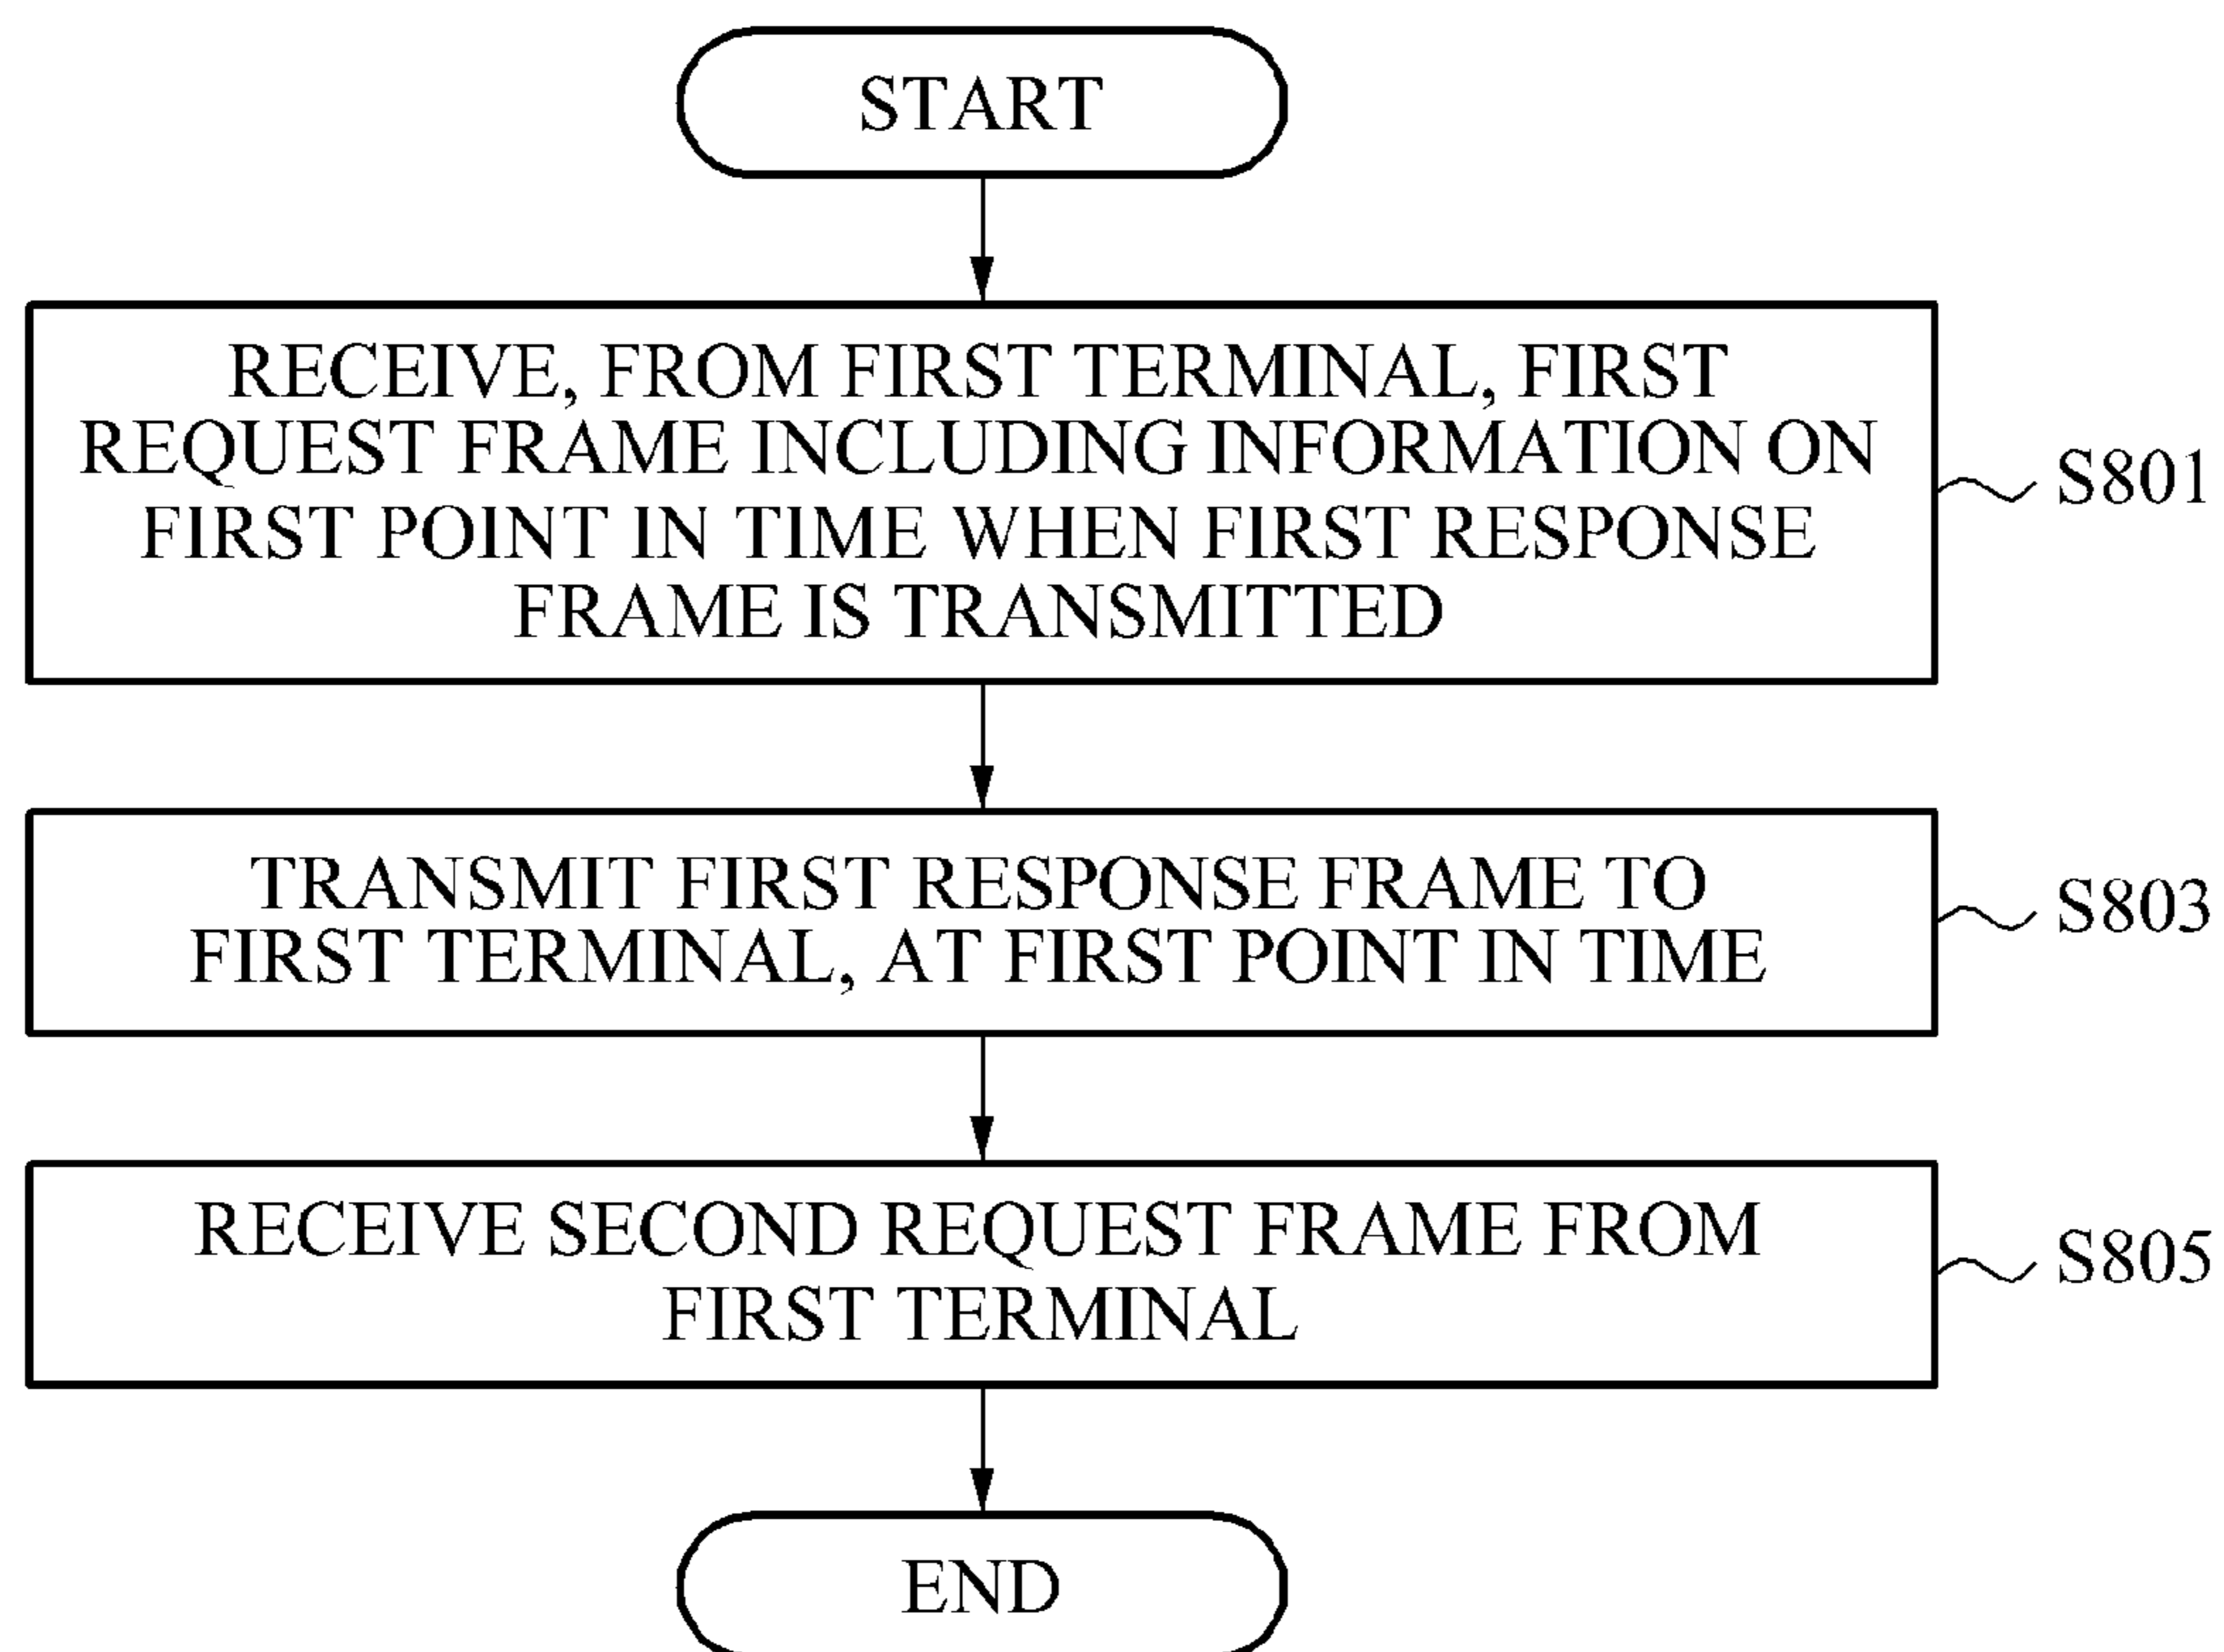 START
RECEIVE, FROM FIRST TERMINAL, FIRST
REQUEST FRAME INCLUDING INFORMATION ON
FIRST POINT IN TIME WHEN FIRST RESPONSE
FRAME IS TRANSMITTED
S801
TRANSMIT FIRST RESPONSE FRAME TO
FIRST TERMINAL, AT FIRST POINT IN TIME
S803
RECEIVE SECOND REQUEST FRAME FROM
FIRST TERMINAL
S805
END